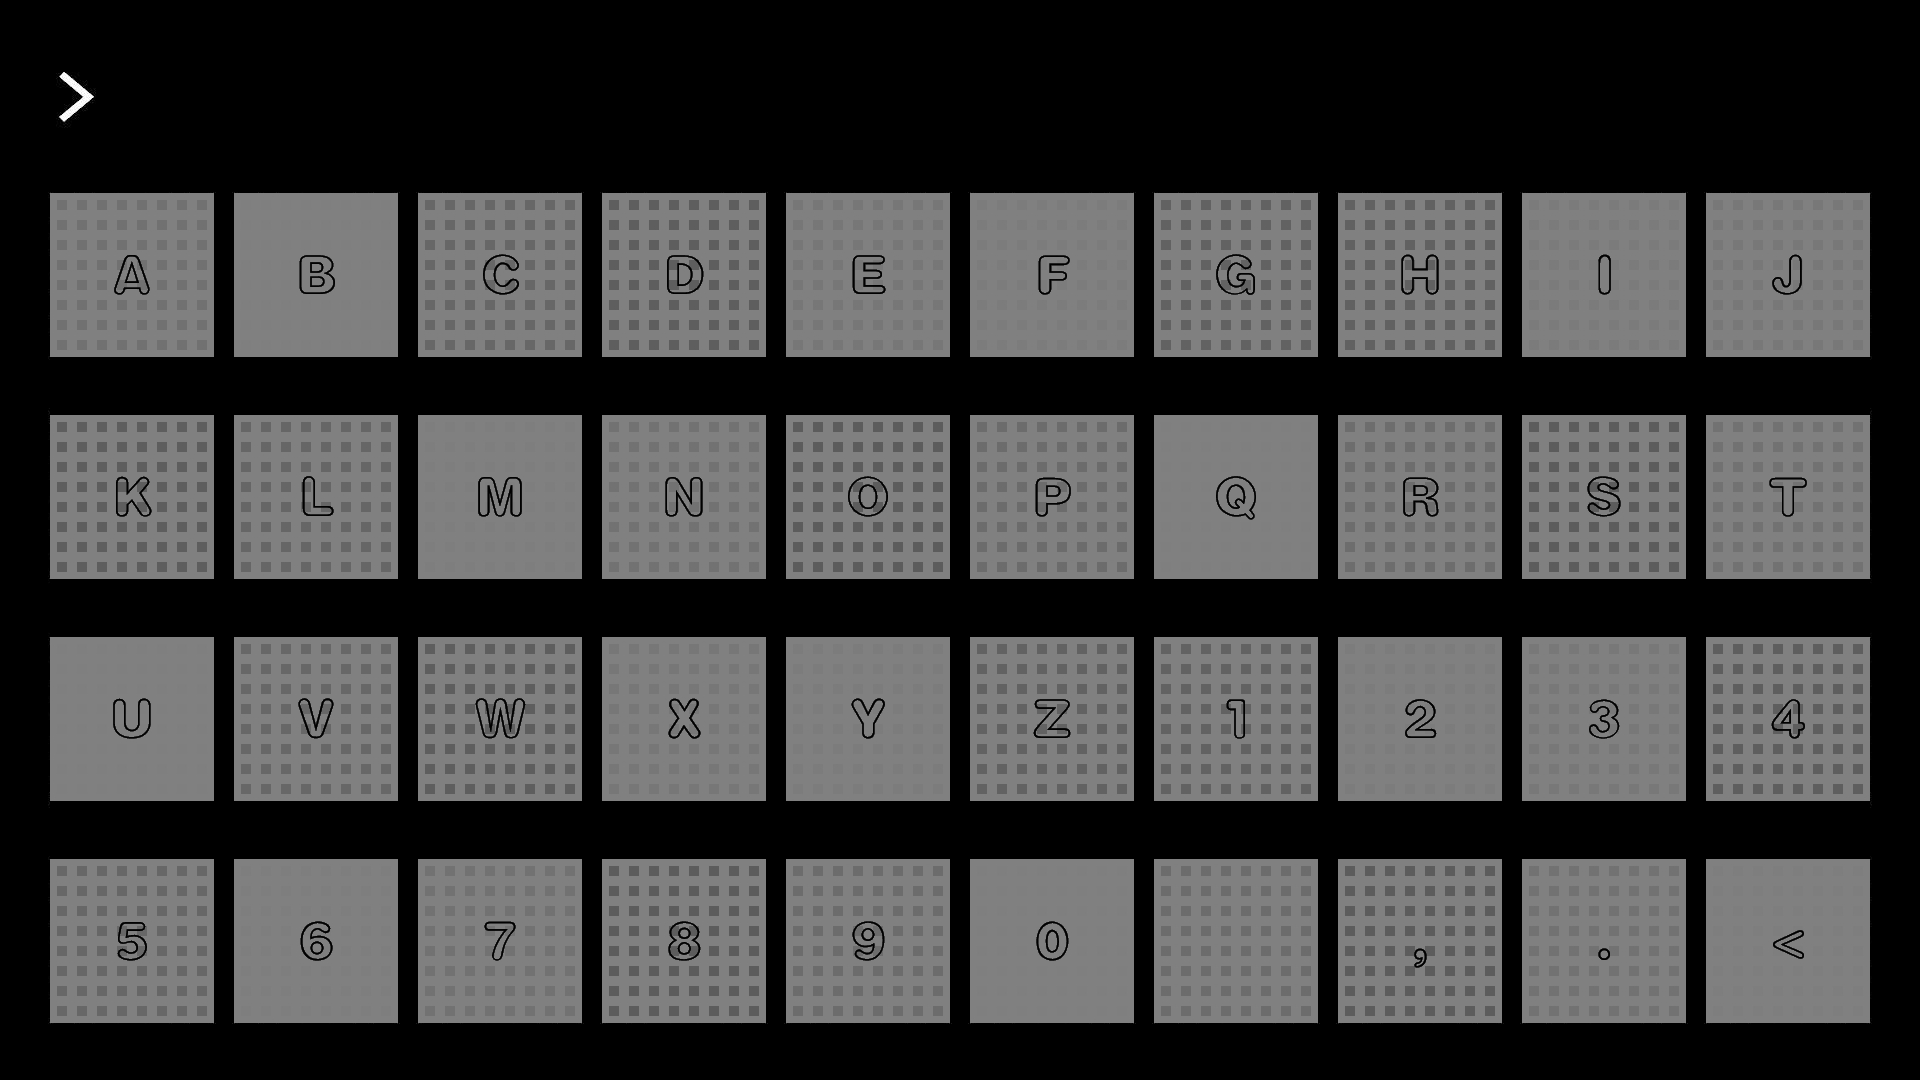 >
A B C D E F G H I J
K L M N O P Q R S T
U V W X Y Z 1 2 3 4
5 6 7 8 9 0 , . <